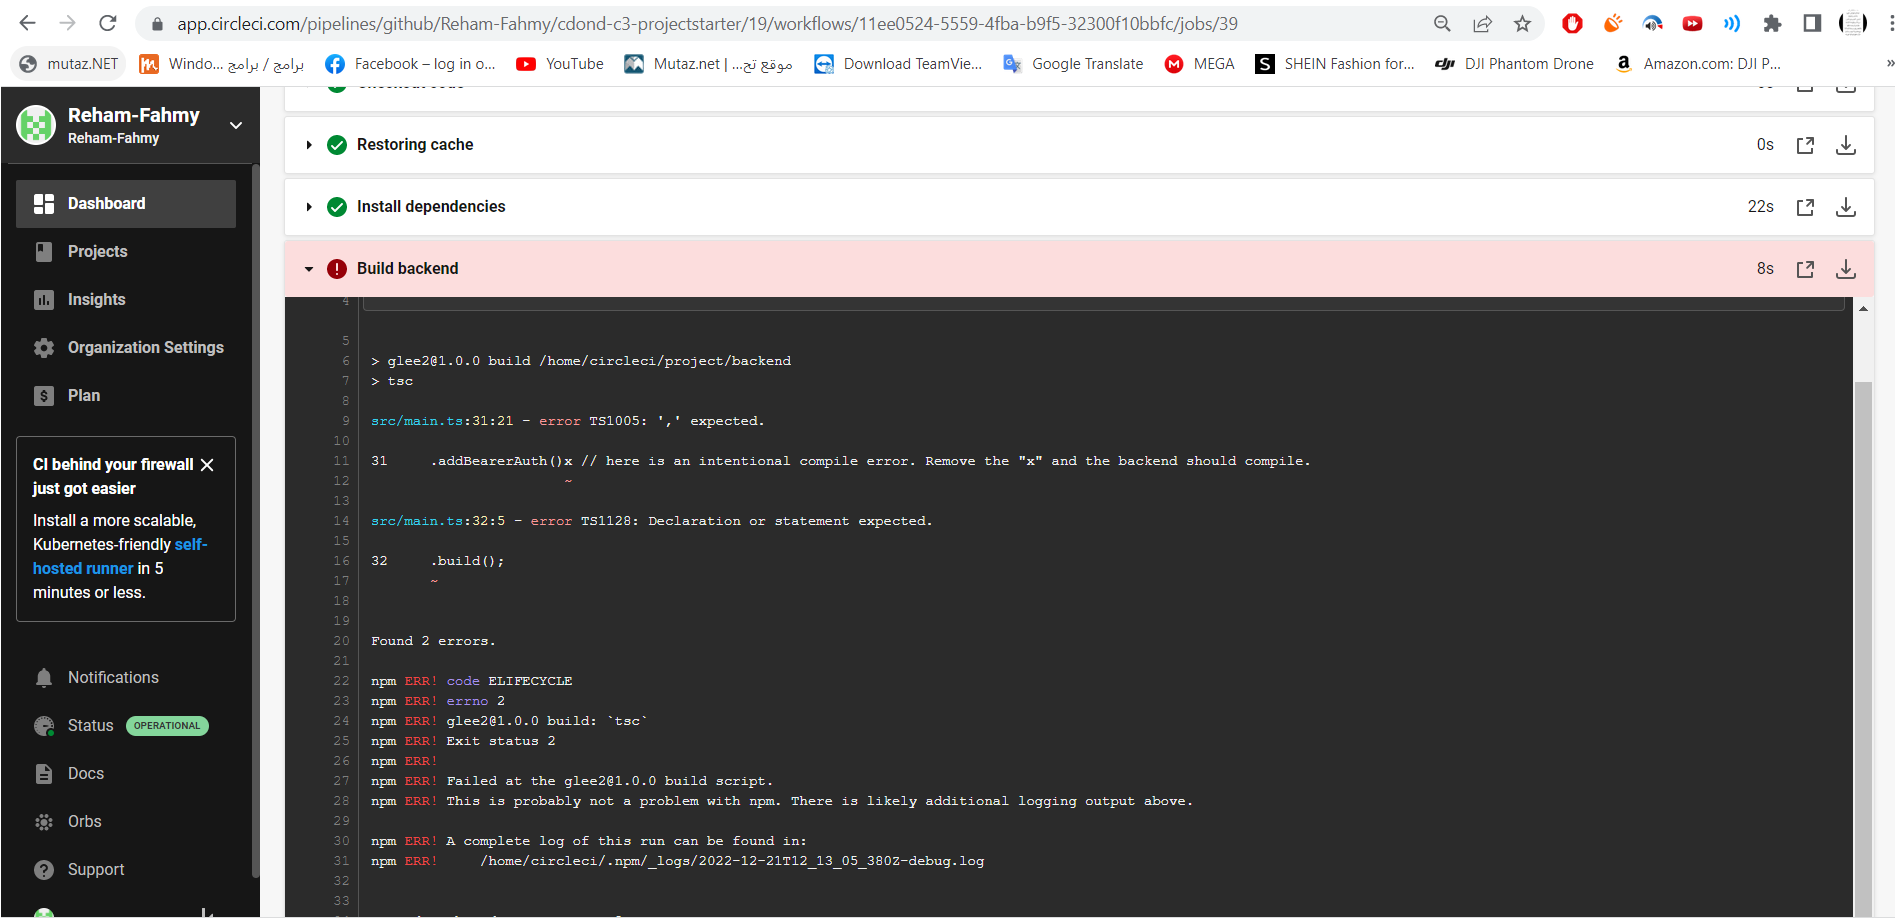 app.circleci.com/pipelines/github/Reham-Fahmy/cdond-c3-projectstarter/19/workflows/11ee0524-5559-4fba-b9f5-32300f10bbfc/jobs/39
mutaz.NET
Windo... برامج / برامج
Facebook – log in o...
YouTube
Mutaz.net | ...موقع تح
Download TeamVie...
Google Translate
MEGA
SHEIN Fashion for...
DJI Phantom Drone
Amazon.com: DJI P...
»
Reham-Fahmy
Reham-Fahmy
Dashboard
Projects
Insights
Organization Settings
Plan
CI behind your firewall
just got easier
Install a more scalable,
Kubernetes-friendly self-
hosted runner in 5
minutes or less.
Notifications
Status OPERATIONAL
Docs
Orbs
Support
Restoring cache 0s
Install dependencies 22s
Build backend 8s
4
5
6 > glee2@1.0.0 build /home/circleci/project/backend
7 > tsc
8
9 src/main.ts:31:21 - error TS1005: ',' expected.
10
11 31     .addBearerAuth()x // here is an intentional compile error. Remove the "x" and the backend should compile.
12 ~
13
14 src/main.ts:32:5 - error TS1128: Declaration or statement expected.
15
16 32     .build();
17 ~
18
19
20 Found 2 errors.
21
22 npm ERR! code ELIFECYCLE
23 npm ERR! errno 2
24 npm ERR! glee2@1.0.0 build: `tsc`
25 npm ERR! Exit status 2
26 npm ERR!
27 npm ERR! Failed at the glee2@1.0.0 build script.
28 npm ERR! This is probably not a problem with npm. There is likely additional logging output above.
29
30 npm ERR! A complete log of this run can be found in:
31 npm ERR!     /home/circleci/.npm/_logs/2022-12-21T12_13_05_380Z-debug.log
32
33